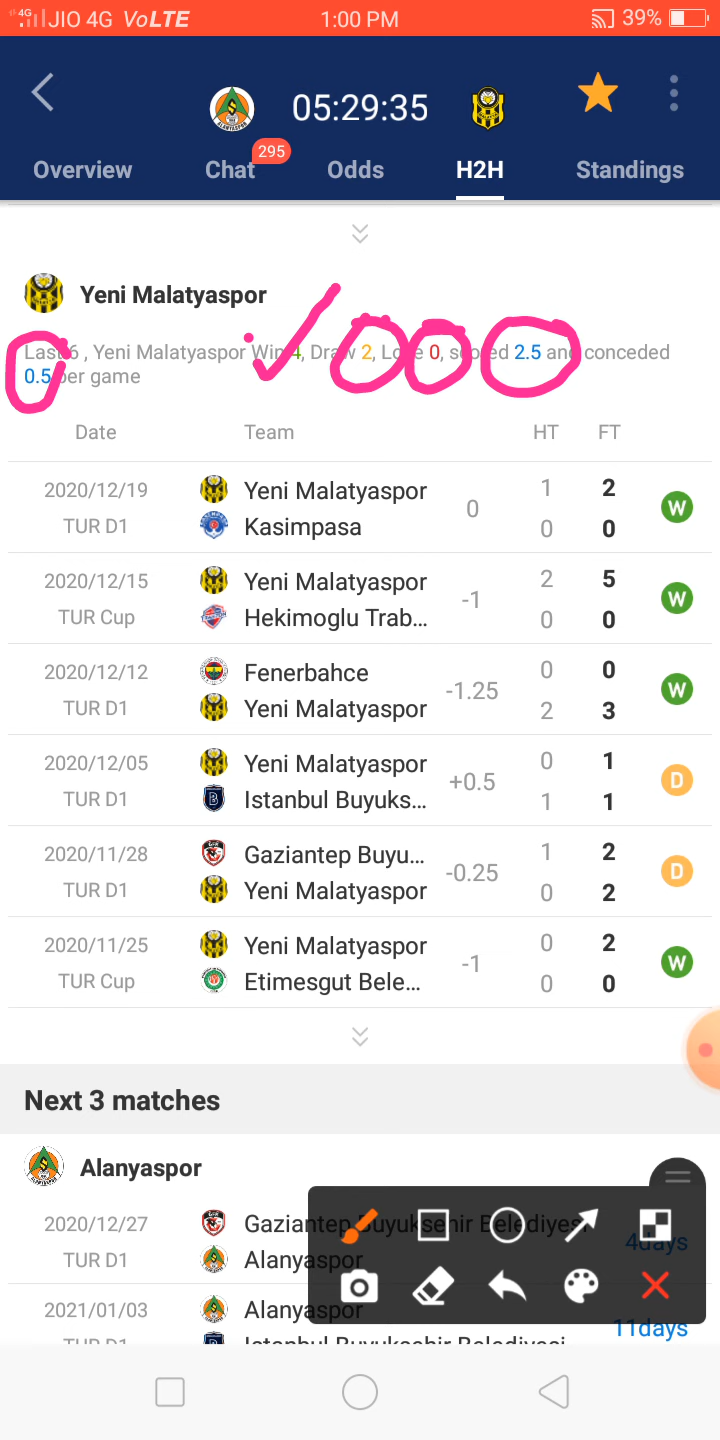 4G JIO 4G VoLTE 1:00 PM 39%
05:29:35
Overview Chat 295 Odds H2H Standings
Yeni Malatyaspor
Last 6 , Yeni Malatyaspor Win 4, Draw 2, Lose 0, scored 2.5 and conceded
0.5 per game
Date Team HT FT
2020/12/19 Yeni Malatyaspor 1 2
TUR D1 Kasimpasa 0 0 0 W
2020/12/15 Yeni Malatyaspor 2 5
TUR Cup Hekimoglu Trab... -1 0 0 W
2020/12/12 Fenerbahce 0 0
TUR D1 Yeni Malatyaspor -1.25 2 3 W
2020/12/05 Yeni Malatyaspor 0 1
TUR D1 Istanbul Buyuks... +0.5 1 1 D
2020/11/28 Gaziantep Buyu... 1 2
TUR D1 Yeni Malatyaspor -0.25 0 2 D
2020/11/25 Yeni Malatyaspor 0 2
TUR Cup Etimesgut Bele... -1 0 0 W
Next 3 matches
Alanyaspor
2020/12/27 Gaziantep Buyuksehir Belediyesi
TUR D1 Alanyaspor 4days
2021/01/03 Alanyaspor
TUR D1 Istanbul Buyuksehir Belediyesi 11days